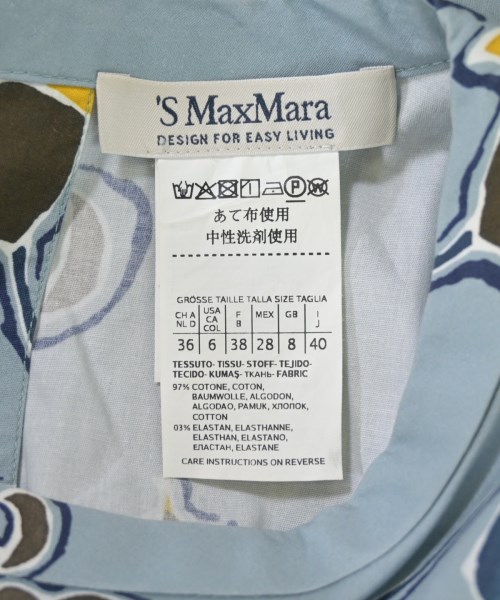 'S MaxMara
DESIGN FOR EASY LIVING
あて布使用
中性洗剤使用
GRÖSSE TAILLE TALLA SIZE TAGLIA
CH A NL D USA CA COL F B MEX GB I J
36 6 38 28 8 40
TESSUTO- TISSU- STOFF- TEJIDO-
TECIDO- KUMAŞ- ТКАНЬ- FABRIC
97% COTONE, COTON,
BAUMWOLLE, ALGODON,
ALGODAO, PAMUK, ХЛОПОК,
COTTON
03% ELASTAN, ELASTHANNE,
ELASTHAN, ELASTANO,
ЕЛАСТАН, ELASTANE
CARE INSTRUCTIONS ON REVERSE